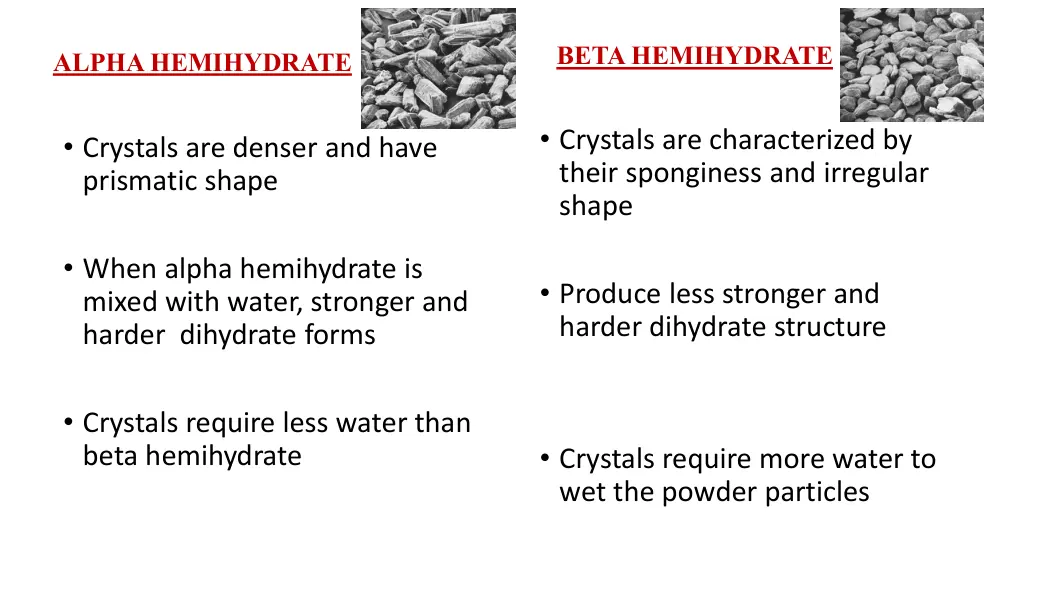 ALPHA HEMIHYDRATE
• Crystals are denser and have
prismatic shape
• When alpha hemihydrate is
mixed with water, stronger and
harder  dihydrate forms
• Crystals require less water than
beta hemihydrate
BETA HEMIHYDRATE
• Crystals are characterized by
their sponginess and irregular
shape
• Produce less stronger and
harder dihydrate structure
• Crystals require more water to
wet the powder particles